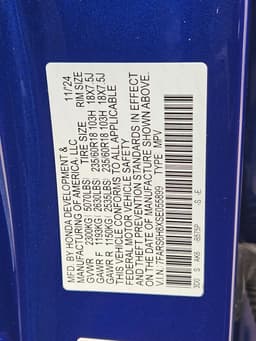 MFD. BY HONDA DEVELOPMENT & 11/24
MANUFACTURING OF AMERICA, LLC
TIRE SIZE RIM SIZE
GVWR 2300KG( 5070LBS)
GAWR F 1195KG( 2630LBS) 235/60R18 103H 18X7.5J
GAWR R 1150KG( 2535LBS) 235/60R18 103H 18X7.5J
THIS VEHICLE CONFORMS TO ALL APPLICABLE
FEDERAL MOTOR VEHICLE SAFETY
AND THEFT PREVENTION STANDARDS IN EFFECT
ON THE DATE OF MANUFACTURE SHOWN ABOVE.
V.I.N. TYPE MPV